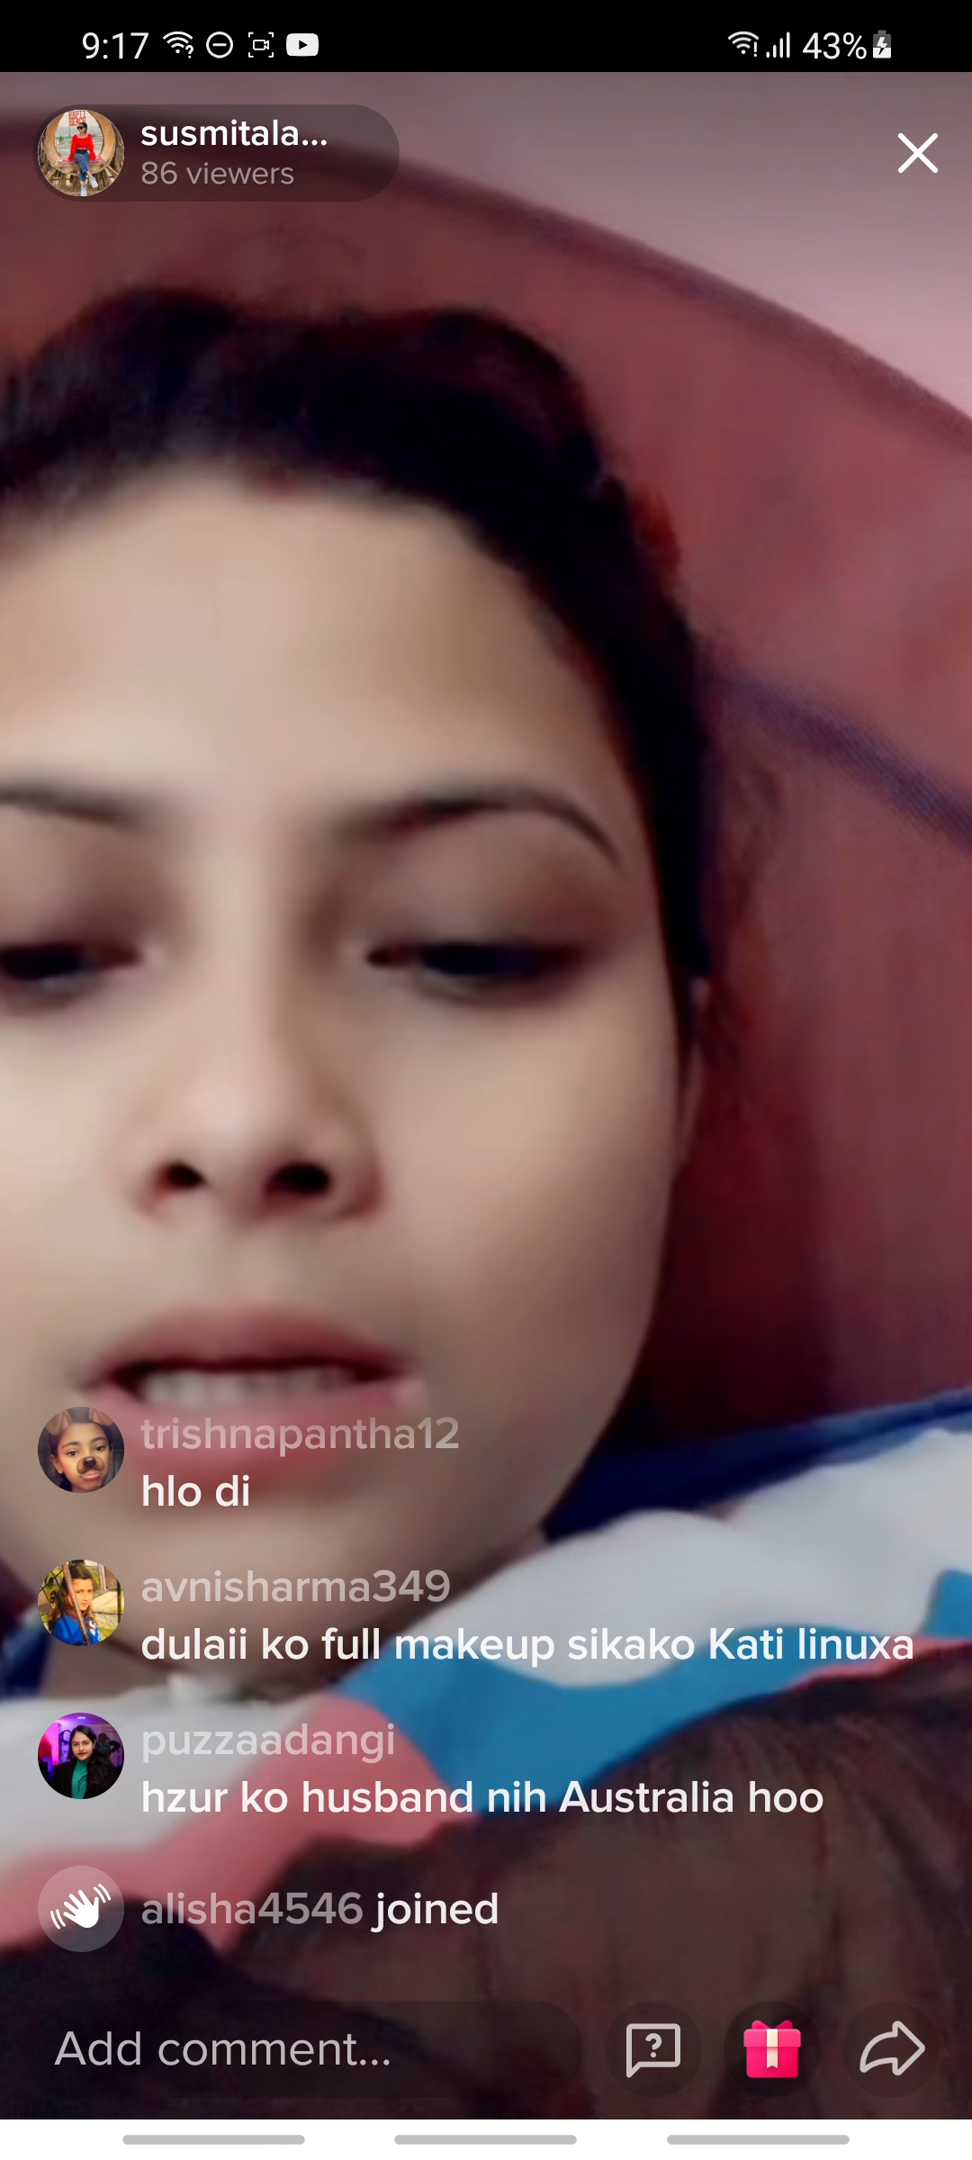 9:17
43%
susmitala...
86 viewers
trishnapantha12
hlo di
avnisharma349
dulaii ko full makeup sikako Kati linuxa
puzzaadangi
hzur ko husband nih Australia hoo
alisha4546 joined
Add comment...